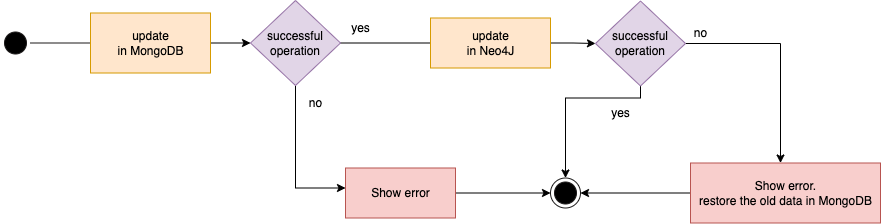 update
in MongoDB
successful
operation
yes
update
in Neo4J
successful
operation
no
no
yes
Show error
Show error.
restore the old data in MongoDB